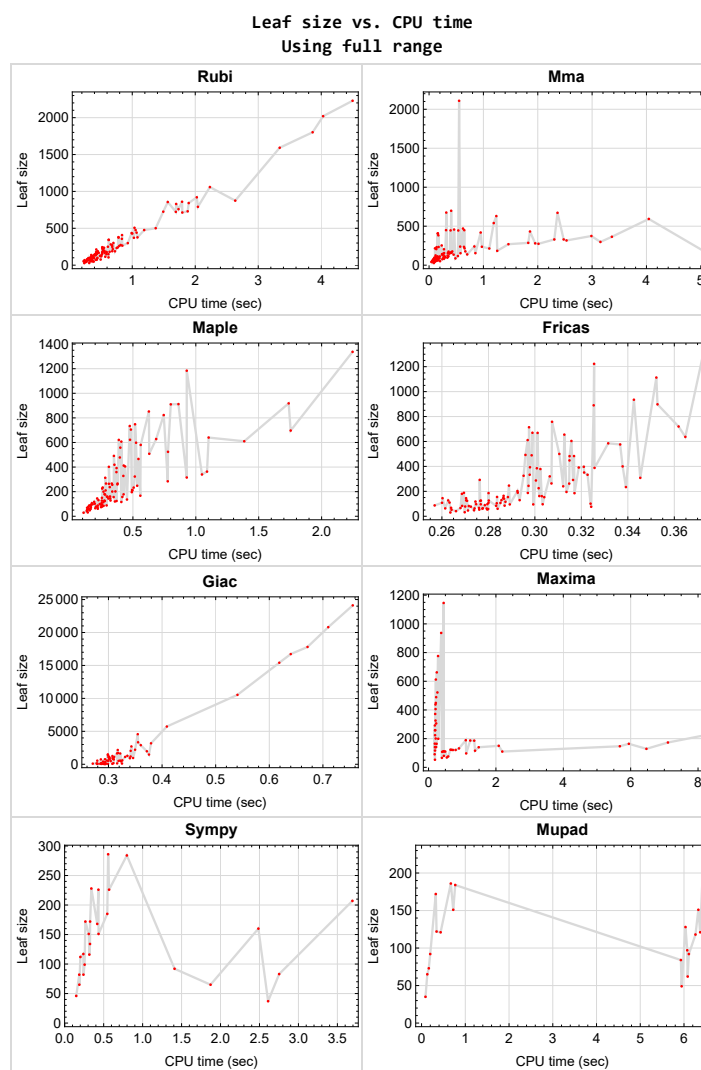 Leaf size vs. CPU time
Using full range
Rubi
Leaf size
2000
1500
1000
500
0
1 2 3 4
CPU time (sec)
Mma
Leaf size
2000
1500
1000
500
0
0 1 2 3 4 5
CPU time (sec)
Maple
Leaf size
1400
1200
1000
800
600
400
200
0
0.5 1.0 1.5 2.0
CPU time (sec)
Fricas
Leaf size
1200
1000
800
600
400
200
0
0.26 0.28 0.30 0.32 0.34 0.36
CPU time (sec)
Giac
Leaf size
25000
20000
15000
10000
5000
0
0.3 0.4 0.5 0.6 0.7
CPU time (sec)
Maxima
Leaf size
1200
1000
800
600
400
200
0
0 2 4 6 8
CPU time (sec)
Sympy
Leaf size
300
250
200
150
100
50
0
0.0 0.5 1.0 1.5 2.0 2.5 3.0 3.5
CPU time (sec)
Mupad
Leaf size
200
150
100
50
0
0 1 2 3 4 5 6
CPU time (sec)